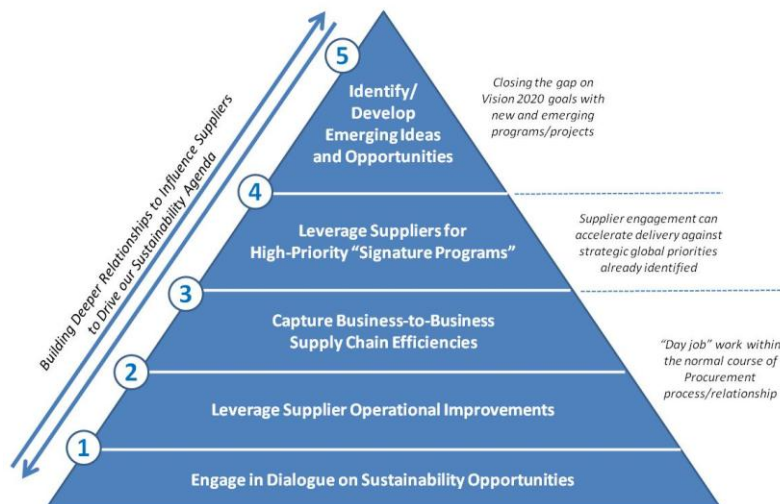 5
Identify/
Develop
Emerging Ideas
and Opportunities
Closing the gap on
Vision 2020 goals with
new and emerging
programs/projects
4
Leverage Suppliers for
High-Priority “Signature Programs”
Supplier engagement can
accelerate delivery against
strategic global priorities
already identified
3
Capture Business-to-Business
Supply Chain Efficiencies
“Day job” work within
the normal course of
Procurement
process/relationship
2
Leverage Supplier Operational Improvements
1
Engage in Dialogue on Sustainability Opportunities
Building Deeper Relationships to Influence Suppliers
to Drive our Sustainability Agenda